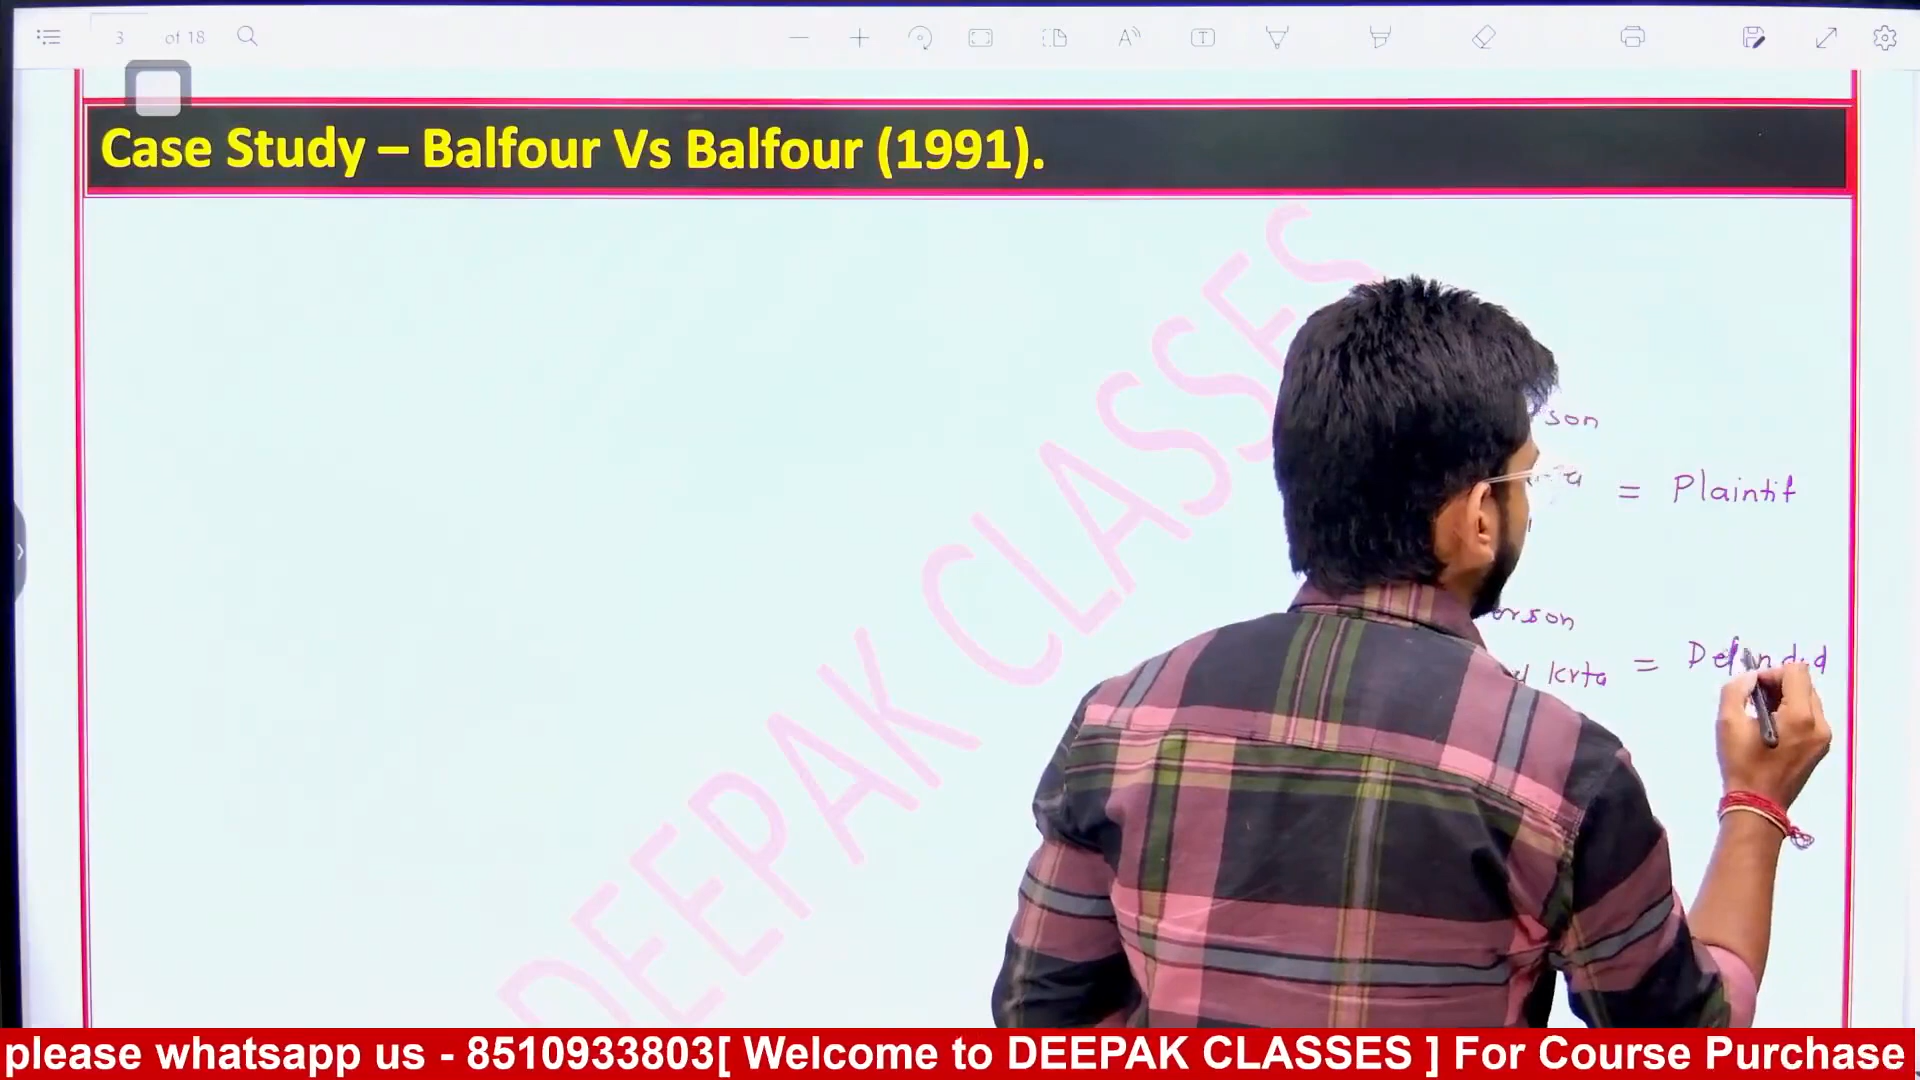 3 of 18
Case Study – Balfour Vs Balfour (1991).
DEEPAK CLASSES
son
= Plaintif
erson
krta =
please whatsapp us - 8510933803[ Welcome to DEEPAK CLASSES ] For Course Purchase